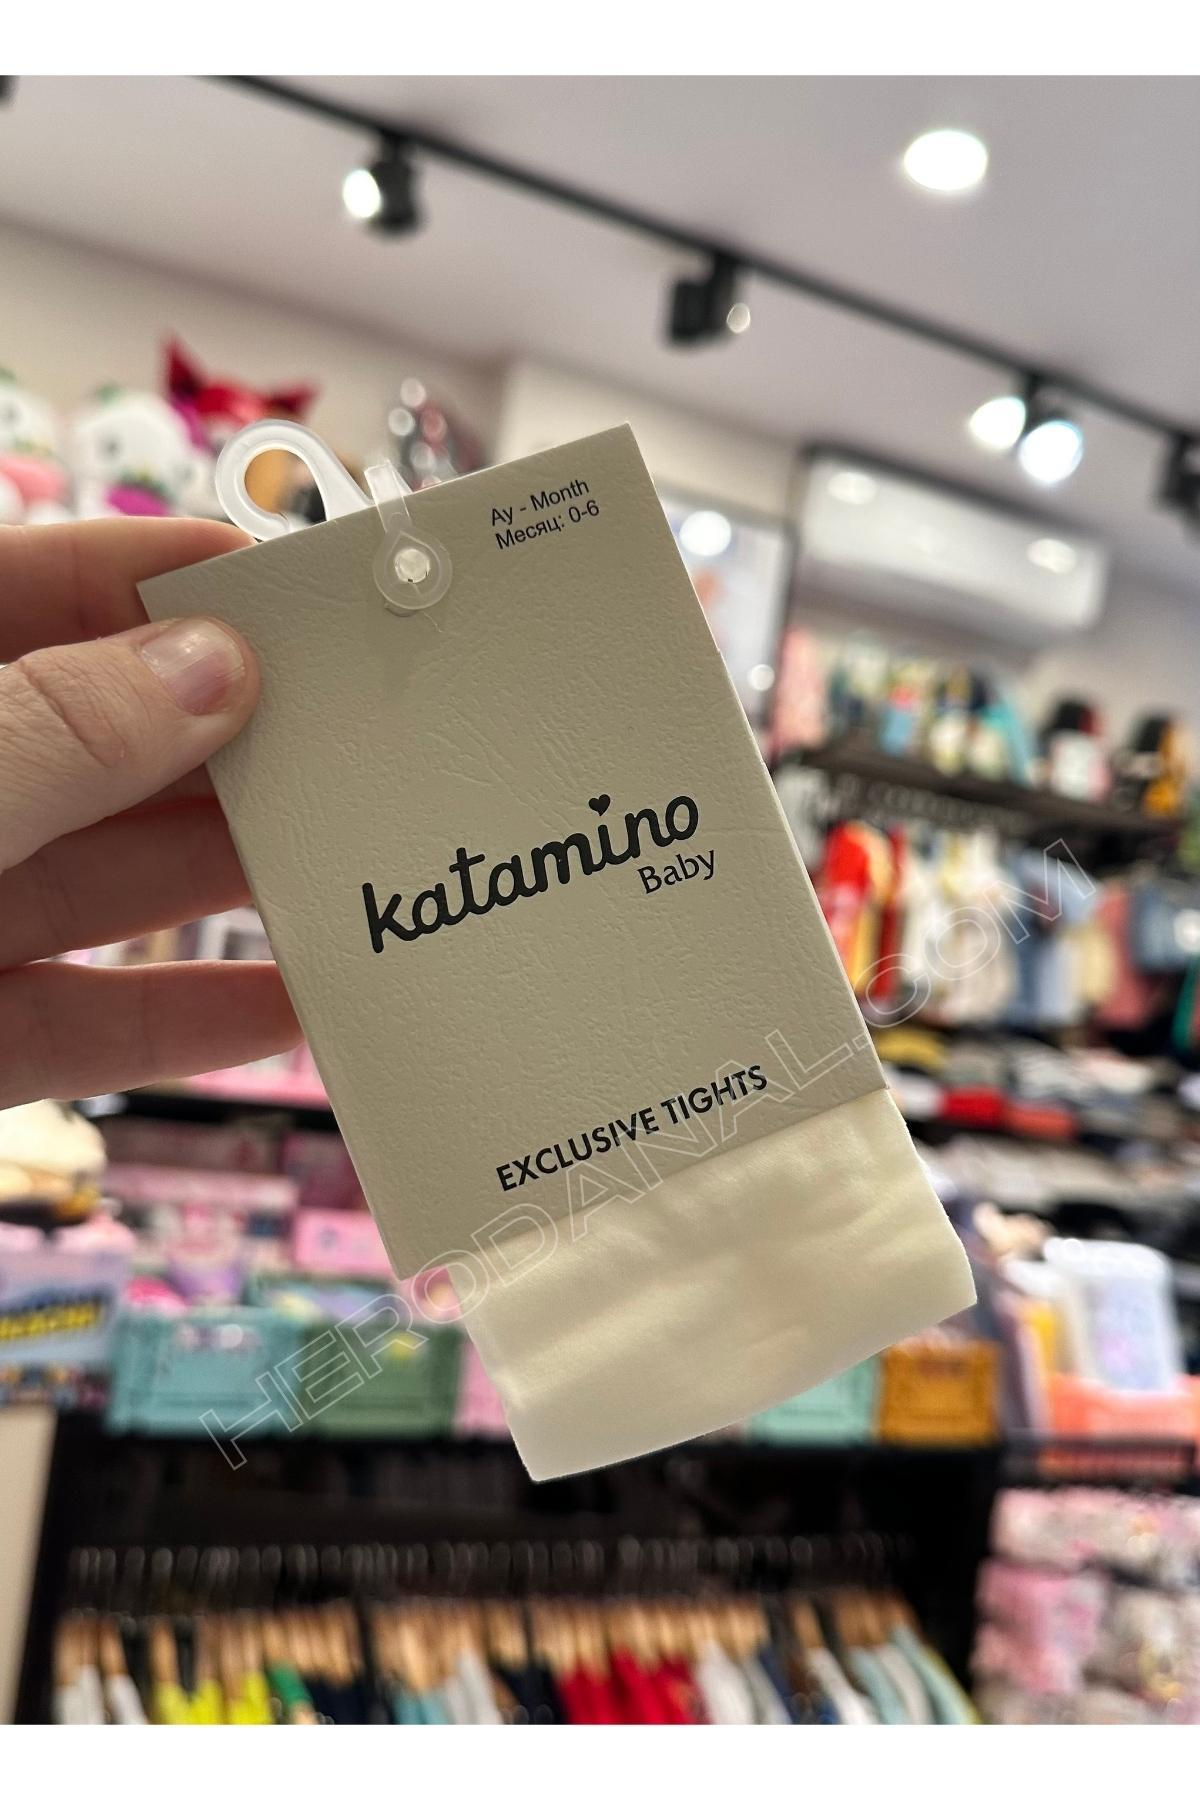 Ay - Month
Месяц: 0-6
katamino
Baby
EXCLUSIVE TIGHTS
HERODANAL.COM